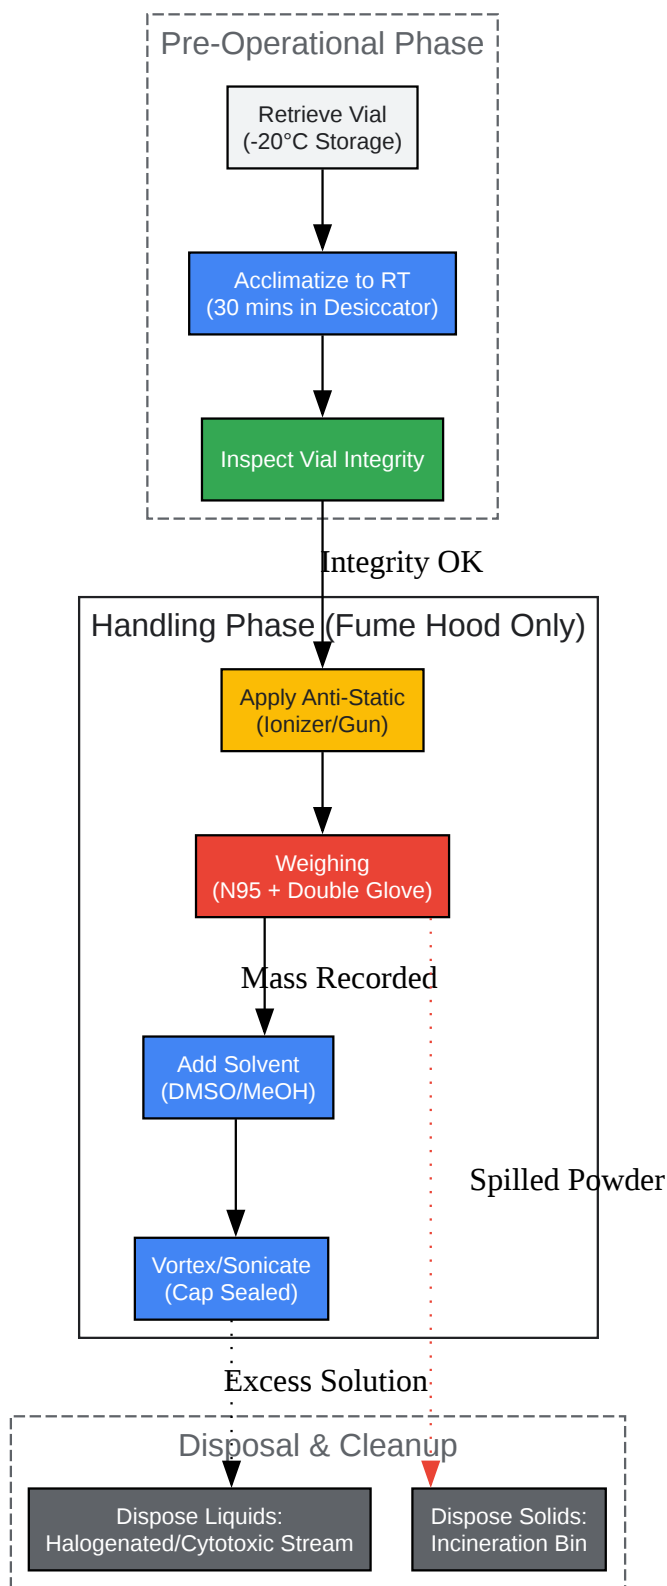 Pre-Operational Phase
Retrieve Vial
(-20°C Storage)
Acclimatize to RT
(30 mins in Desiccator)
Inspect Vial Integrity
Integrity OK
Handling Phase (Fume Hood Only)
Apply Anti-Static
(Ionizer/Gun)
Weighing
(N95 + Double Glove)
Mass Recorded
Add Solvent
(DMSO/MeOH)
Spilled Powder
Vortex/Sonicate
(Cap Sealed)
Excess Solution
Disposal & Cleanup
Dispose Liquids:
Halogenated/Cytotoxic Stream
Dispose Solids:
Incineration Bin